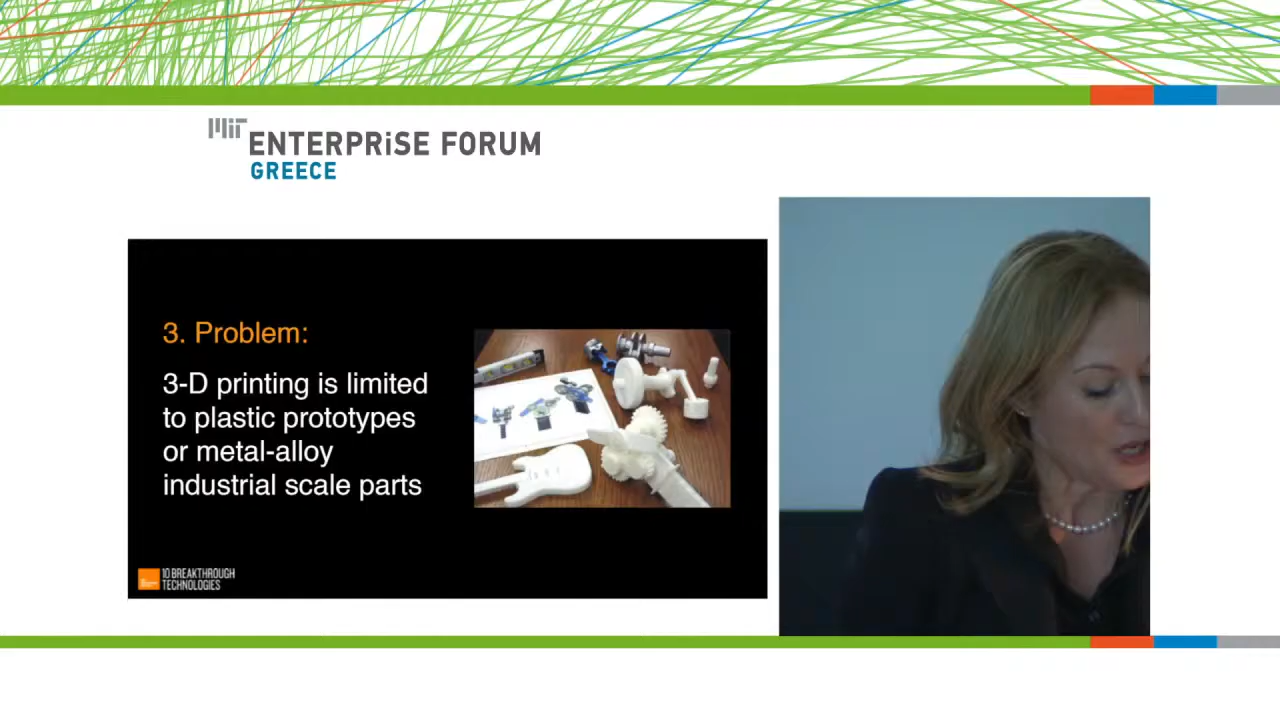 MIT
ENTERPRiSE FORUM
GREECE
3. Problem:
3-D printing is limited
to plastic prototypes
or metal-alloy
industrial scale parts
10 BREAKTHROUGH
TECHNOLOGIES